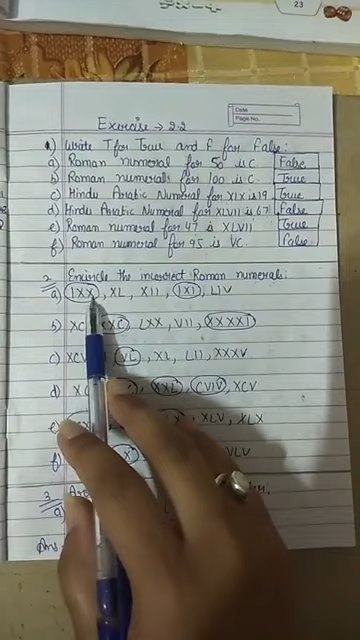 23
Date
Page No.
Exercise → 2.2
1) Write T for True and F for False:
a) Roman numeral for 50 is C. False
b) Roman numerals for 100 is C. True
c) Hindu Arabic Numeral for XIX is 19. True
d) Hindu Arabic Numeral for XLVII is 67. False
e) Roman numeral for 47 is XLVII True
f) Roman numeral for 95 is VC. False
2. Encircle the incorrect Roman numerals:
a) IXX, XL, XII, IXI, LIV
b) XC, LXX, VII, XXXXI
c) VL, XL, LII, XXXV
d) XXL, CVIV, XCV
e) XLV, XLX
f) VLV
3.
a)
Ans